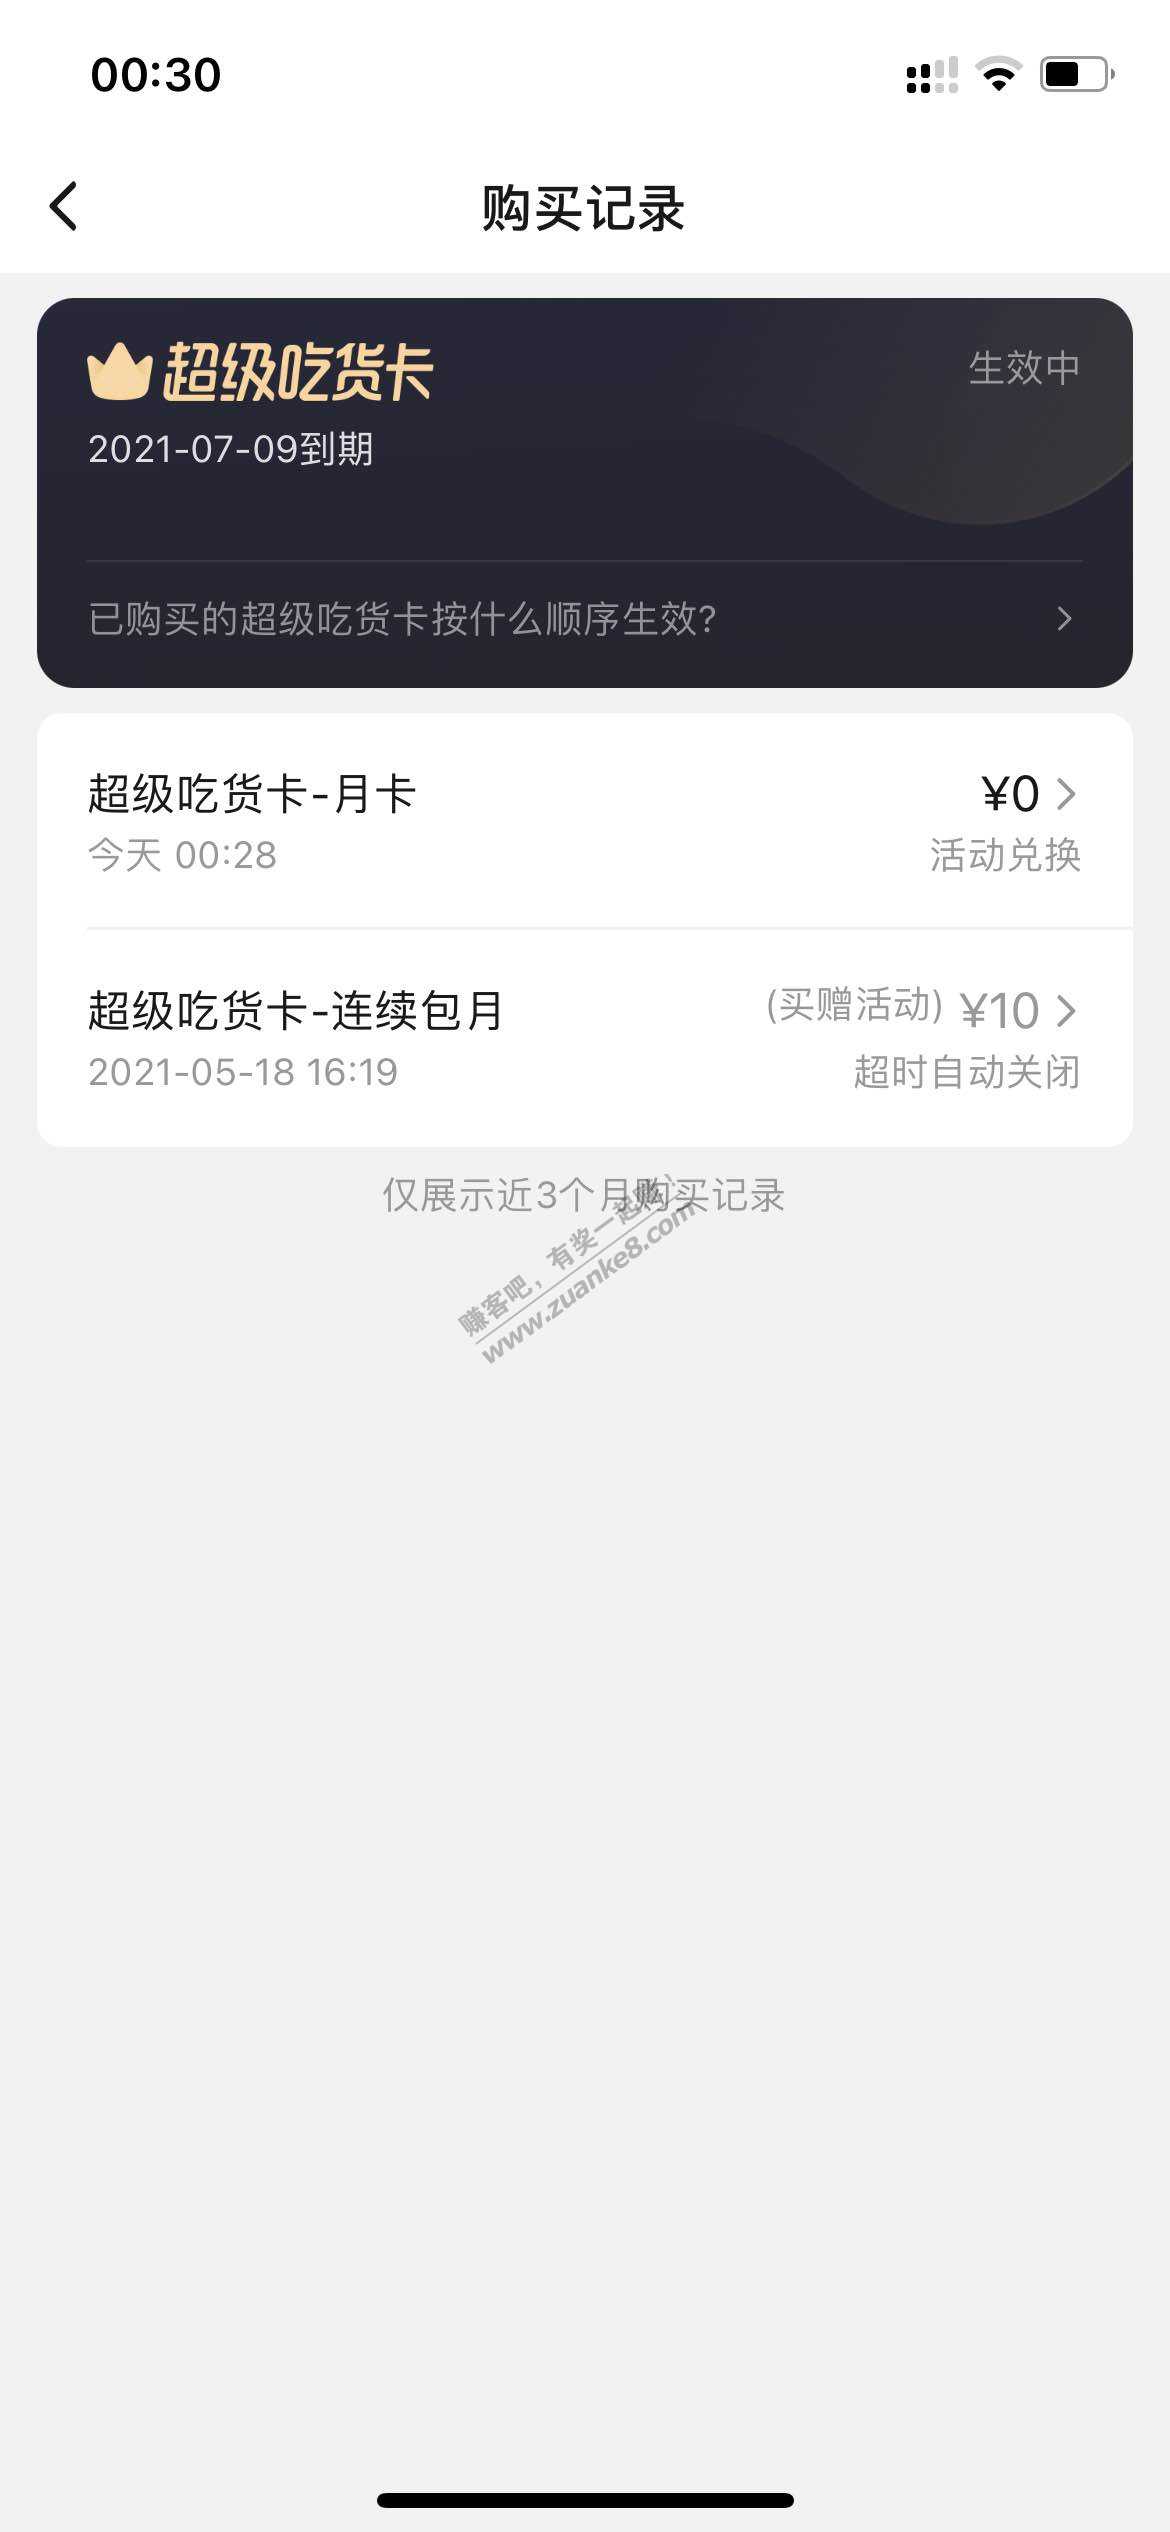 00:30
购买记录
超级吃货卡
生效中
2021-07-09到期
已购买的超级吃货卡按什么顺序生效?
超级吃货卡-月卡
¥0
今天 00:28
活动兑换
超级吃货卡-连续包月
(买赠活动) ¥10
2021-05-18 16:19
超时自动关闭
仅展示近3个月购买记录
赚客吧，有奖一起赚！
www.zuanke8.com